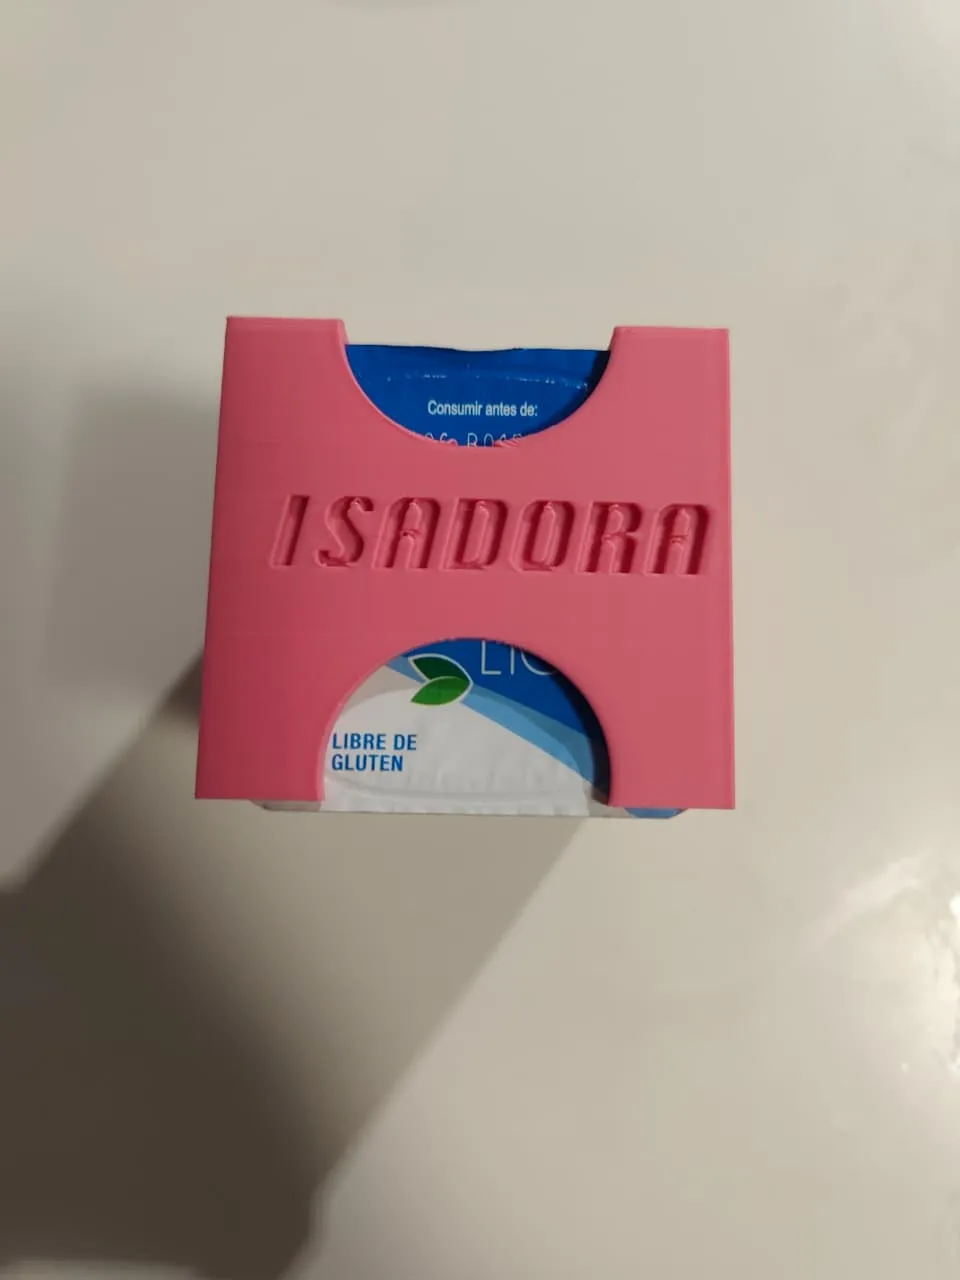 Consumir antes de:
ISADORA
LIBRE DE
GLUTEN